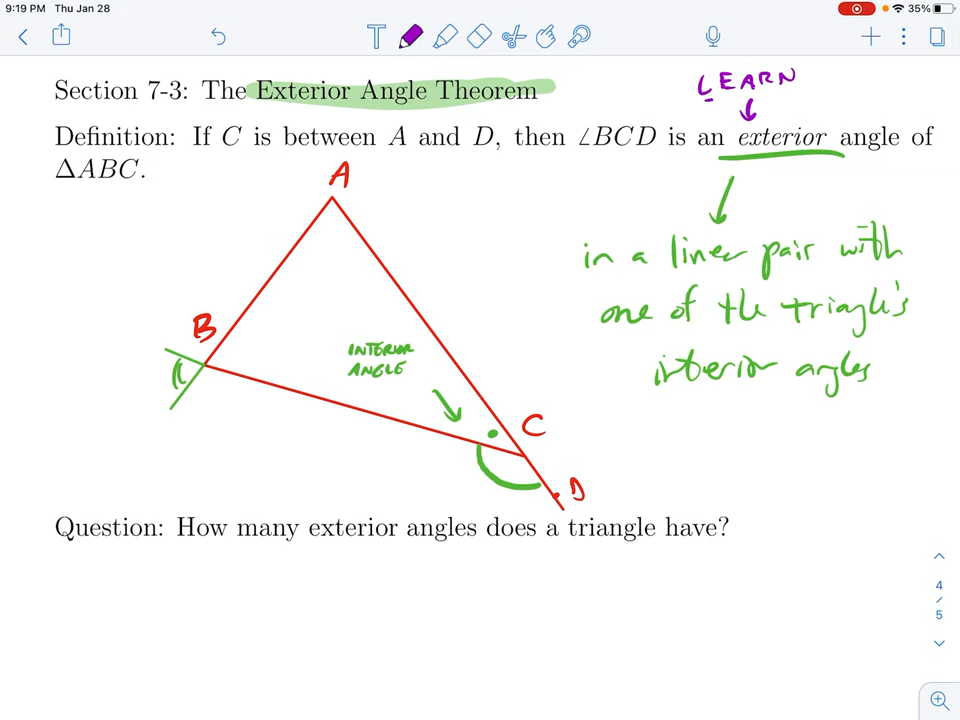 9:19 PM Thu Jan 28
35%
LEARN
Section 7-3: The Exterior Angle Theorem
Definition: If C is between A and D, then ∠BCD is an exterior angle of
ΔABC.
A
in a linear pair with
one of the triangle's
interior angles
B
INTERIOR
ANGLE
C
D
Question: How many exterior angles does a triangle have?
4
/
5